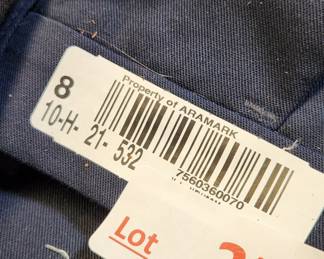 Property of ARAMARK
8
10-H- 21- 532
7560360070
Lot